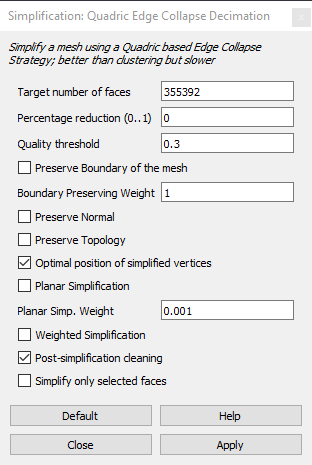 Simplification: Quadric Edge Collapse Decimation
x
Simplify a mesh using a Quadric based Edge Collapse
Strategy; better than clustering but slower
Target number of faces 355392
Percentage reduction (0..1) 0
Quality threshold 0.3
Preserve Boundary of the mesh
Boundary Preserving Weight 1
Preserve Normal
Preserve Topology
Optimal position of simplified vertices
Planar Simplification
Planar Simp. Weight 0.001
Weighted Simplification
Post-simplification cleaning
Simplify only selected faces
Default Help
Close Apply